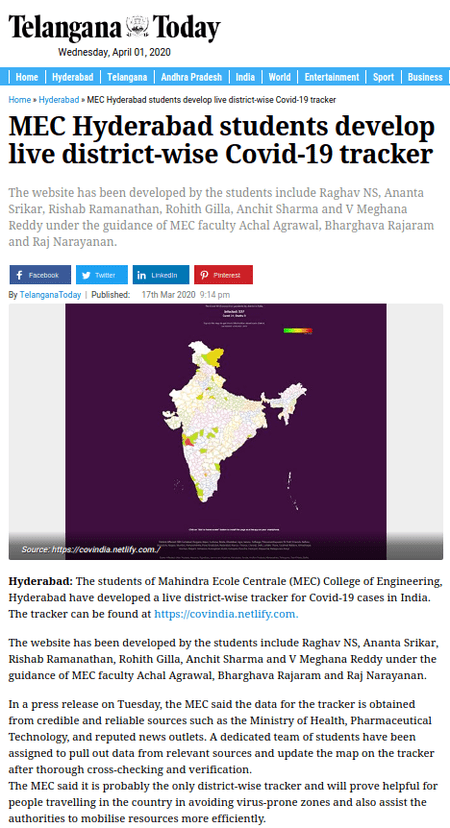 Telangana Today
Wednesday, April 01, 2020
Home Hyderabad Telangana Andhra Pradesh India World Entertainment Sport Business
Home » Hyderabad » MEC Hyderabad students develop live district-wise Covid-19 tracker
MEC Hyderabad students develop
live district-wise Covid-19 tracker
The website has been developed by the students include Raghav NS, Ananta
Srikar, Rishab Ramanathan, Rohith Gilla, Anchit Sharma and V Meghana
Reddy under the guidance of MEC faculty Achal Agrawal, Bharghava Rajaram
and Raj Narayanan.
Facebook Twitter LinkedIn Pinterest
By TelanganaToday | Published: 17th Mar 2020 9:14 pm
Source: https://covindia.netlify.com./
Hyderabad: The students of Mahindra Ecole Centrale (MEC) College of Engineering,
Hyderabad have developed a live district-wise tracker for Covid-19 cases in India.
The tracker can be found at https://covindia.netlify.com.
The website has been developed by the students include Raghav NS, Ananta Srikar,
Rishab Ramanathan, Rohith Gilla, Anchit Sharma and V Meghana Reddy under the
guidance of MEC faculty Achal Agrawal, Bharghava Rajaram and Raj Narayanan.
In a press release on Tuesday, the MEC said the data for the tracker is obtained
from credible and reliable sources such as the Ministry of Health, Pharmaceutical
Technology, and reputed news outlets. A dedicated team of students have been
assigned to pull out data from relevant sources and update the map on the tracker
after thorough cross-checking and verification.
The MEC said it is probably the only district-wise tracker and will prove helpful for
people travelling in the country in avoiding virus-prone zones and also assist the
authorities to mobilise resources more efficiently.